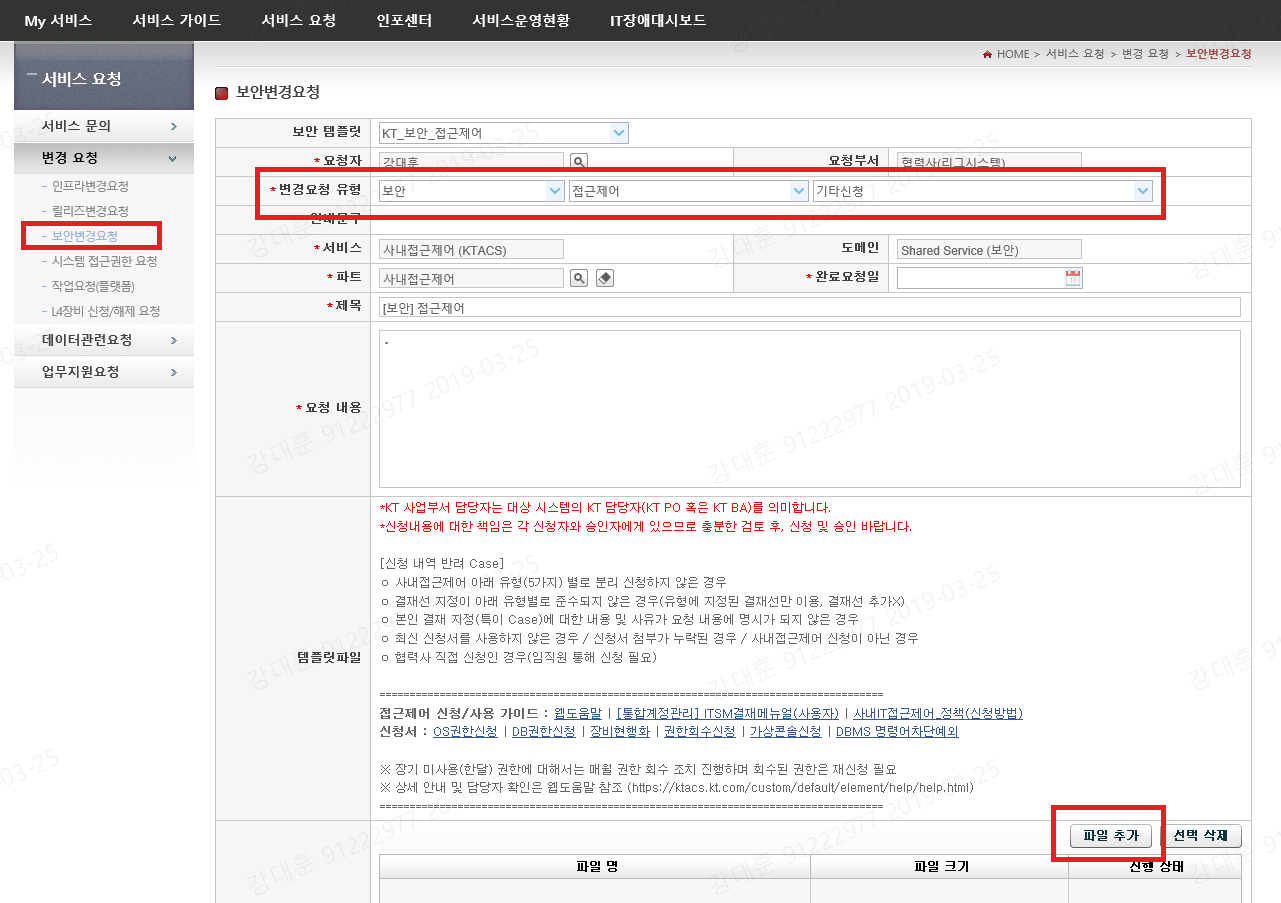 My 서비스 서비스 가이드 서비스 요청 인포센터 서비스운영현황 IT장애대시보드
HOME > 서비스 요청 > 변경 요청 > 보안변경요청
서비스 요청
서비스 문의
변경 요청
- 인프라변경요청
- 릴리즈변경요청
- 보안변경요청
- 시스템 접근권한 요청
- 작업요청(플랫폼)
- L4장비 신청/해제 요청
데이터관련요청
업무지원요청
보안변경요청
보안 템플릿 KT_보안_접근제어
*요청자 강대훈 요청부서 협력사(리그시스템)
*변경요청 유형 보안 접근제어 기타신청
안내문구
*서비스 사내접근제어 (KTACS) 도메인 Shared Service (보안)
*파트 사내접근제어 *완료요청일
*제목 [보안] 접근제어
*요청 내용 .
템플릿파일
*KT 사업부서 담당자는 대상 시스템의 KT 담당자(KT PO 혹은 KT BA)를 의미합니다.
*신청내용에 대한 책임은 각 신청자와 승인자에게 있으므로 충분한 검토 후, 신청 및 승인 바랍니다.
[신청 내역 반려 Case]
o 사내접근제어 아래 유형(5가지) 별로 분리 신청하지 않은 경우
o 결재선 지정이 아래 유형별로 준수되지 않은 경우(유형에 지정된 결재선만 이용, 결재선 추가X)
o 본인 결재 지정(특이 Case)에 대한 내용 및 사유가 요청 내용에 명시가 되지 않은 경우
o 최신 신청서를 사용하지 않은 경우 / 신청서 첨부가 누락된 경우 / 사내접근제어 신청이 아닌 경우
o 협력사 직접 신청인 경우(임직원 통해 신청 필요)
====================================================================================
접근제어 신청/사용 가이드 : 웹도움말 | [통합계정관리] ITSM결재메뉴얼(사용자) | 사내IT접근제어_정책(신청방법)
신청서 : OS권한신청 | DB권한신청 | 장비현행화 | 권한회수신청 | 가상콘솔신청 | DBMS 명령어차단예외
※ 장기 미사용(한달) 권한에 대해서는 매월 권한 회수 조치 진행하며 회수된 권한은 재신청 필요
※ 상세 안내 및 담당자 확인은 웹도움말 참조 (https://ktacs.kt.com/custom/default/element/help/help.html)
====================================================================================
파일 추가 선택 삭제
파일 명 파일 크기 진행 상태
강대훈 91222977 2019-03-25